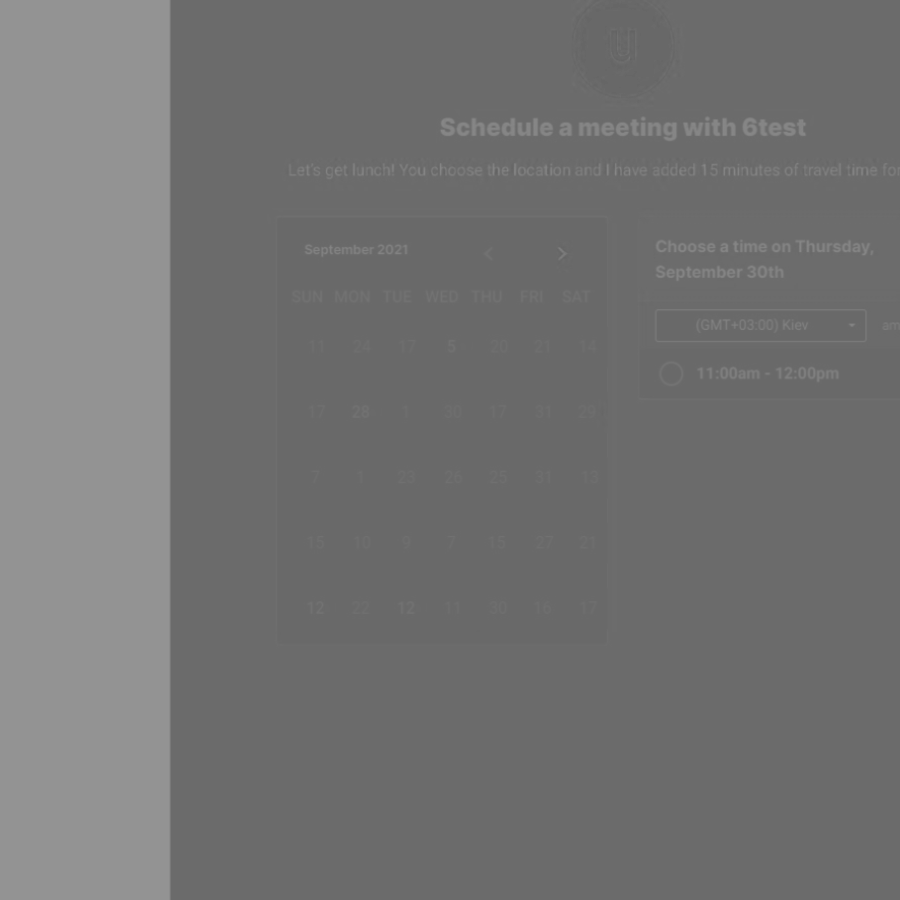 Schedule a meeting with 6test
Let's get lunch! You choose the location and I have added 15 minutes of travel time for
September 2021
SUN MON TUE WED THU FRI SAT
11 24 17 5 20 21 14
17 28 1 30 17 31 29
7 1 23 26 25 31 13
15 10 9 7 15 27 21
12 22 12 11 30 16 17
Choose a time on Thursday,
September 30th
(GMT+03:00) Kiev
am
11:00am - 12:00pm